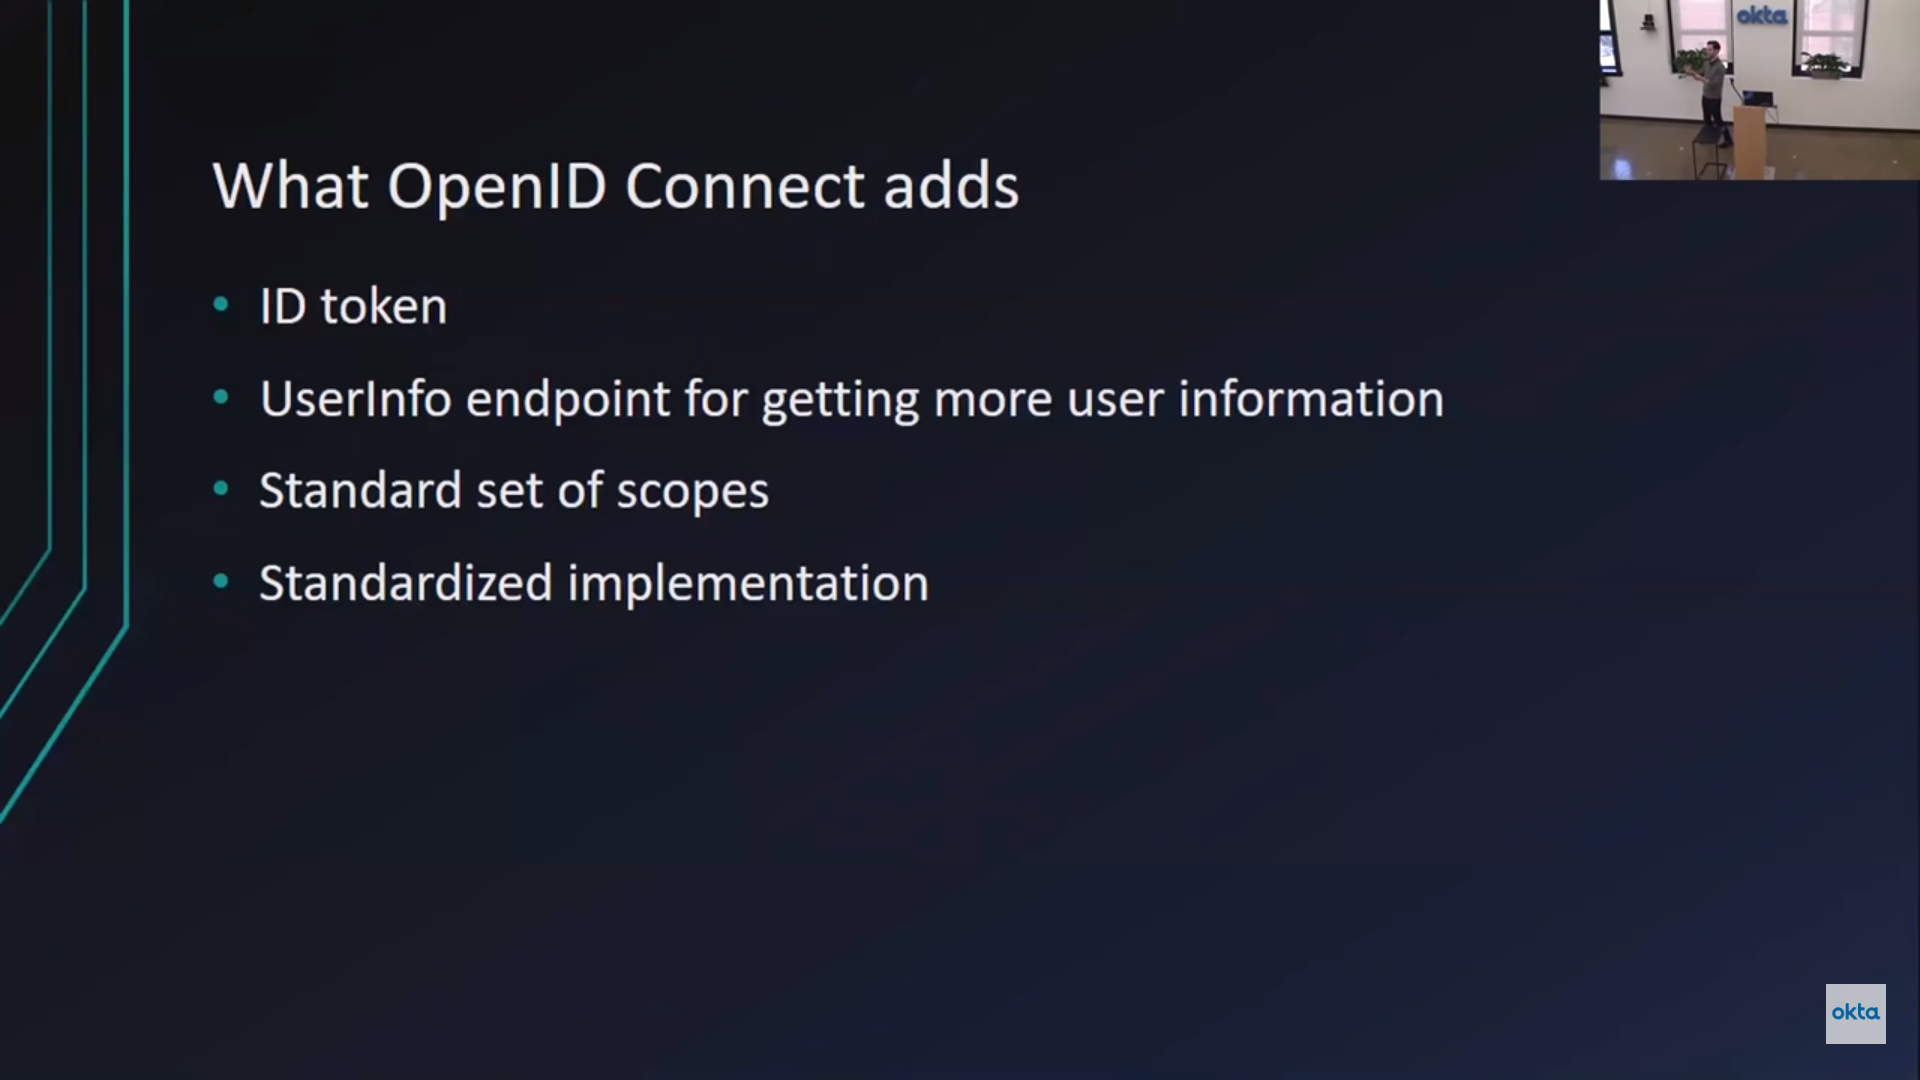 okta
What OpenID Connect adds
• ID token
• UserInfo endpoint for getting more user information
• Standard set of scopes
• Standardized implementation
okta